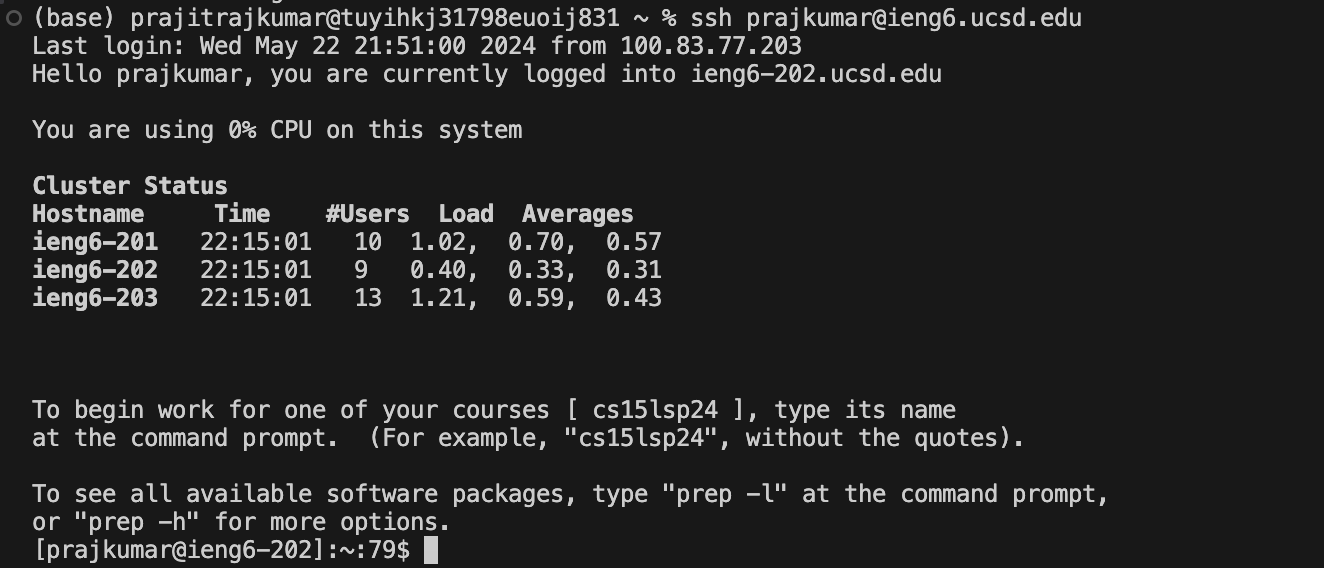 (base) prajitrajkumar@tuyihkj31798euoij831 ~ % ssh prajkumar@ieng6.ucsd.edu
Last login: Wed May 22 21:51:00 2024 from 100.83.77.203
Hello prajkumar, you are currently logged into ieng6-202.ucsd.edu
You are using 0% CPU on this system
Cluster Status
Hostname     Time    #Users  Load  Averages
ieng6-201   22:15:01   10  1.02,  0.70,  0.57
ieng6-202   22:15:01   9   0.40,  0.33,  0.31
ieng6-203   22:15:01   13  1.21,  0.59,  0.43
To begin work for one of your courses [ cs15lsp24 ], type its name
at the command prompt.  (For example, "cs15lsp24", without the quotes).
To see all available software packages, type "prep -l" at the command prompt,
or "prep -h" for more options.
[prajkumar@ieng6-202]:~:79$